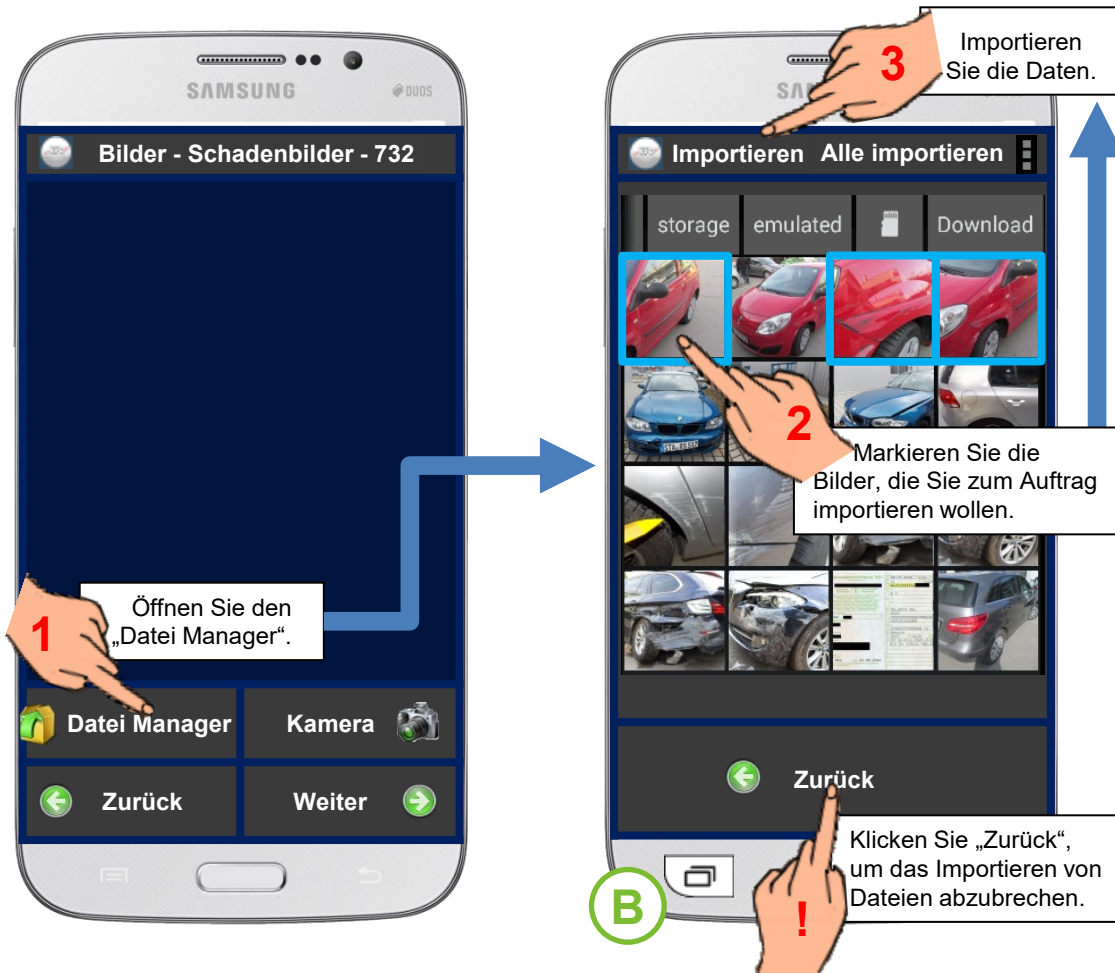 SAMSUNG
DUOS
Bilder - Schadenbilder - 732
1
Öffnen Sie den
„Datei Manager“.
Datei Manager
Kamera
Zurück
Weiter
3
Importieren
Sie die Daten.
Importieren
Alle importieren
storage
emulated
Download
2
Markieren Sie die
Bilder, die Sie zum Auftrag
importieren wollen.
Zurück
Klicken Sie „Zurück“,
um das Importieren von
Dateien abzubrechen.
B
!